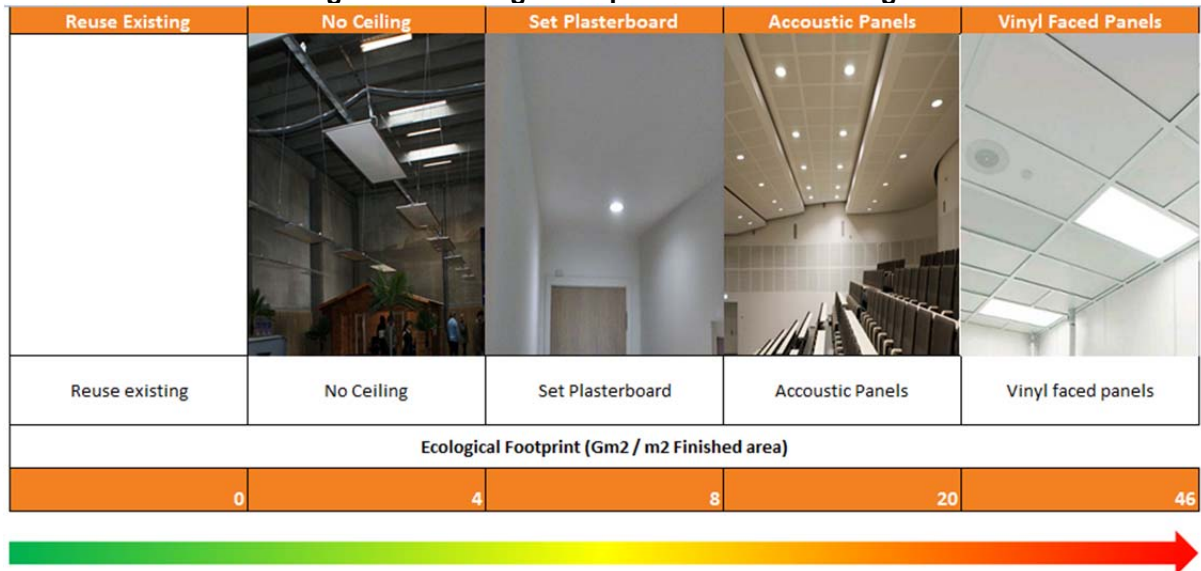 Reuse Existing No Ceiling Set Plasterboard Accoustic Panels Vinyl Faced Panels
Reuse existing No Ceiling Set Plasterboard Accoustic Panels Vinyl faced panels
Ecological Footprint (Gm2 / m2 Finished area)
0 4 8 20 46